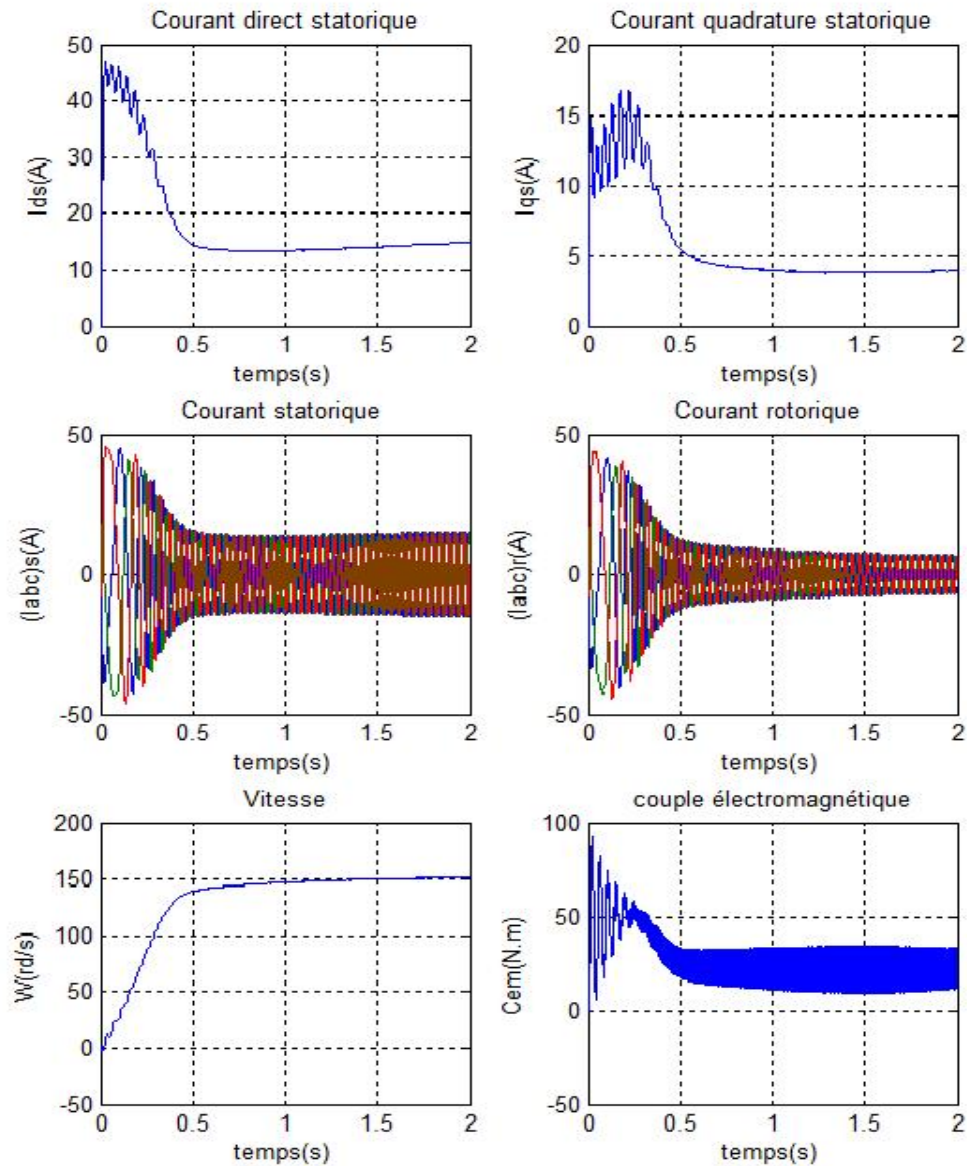 Courant direct statorique
50
40
30
20
10
0
Ids(A)
0 0.5 1 1.5 2
temps(s)
Courant quadrature statorique
20
15
10
5
0
Iqs(A)
0 0.5 1 1.5 2
temps(s)
Courant statorique
50
0
-50
(Iabc)s(A)
0 0.5 1 1.5 2
temps(s)
Courant rotorique
50
0
-50
(Iabc)r(A)
0 0.5 1 1.5 2
temps(s)
Vitesse
200
150
100
50
0
-50
W(rd/s)
0 0.5 1 1.5 2
temps(s)
couple électromagnétique
100
50
0
-50
Cem(N.m)
0 0.5 1 1.5 2
temps(s)